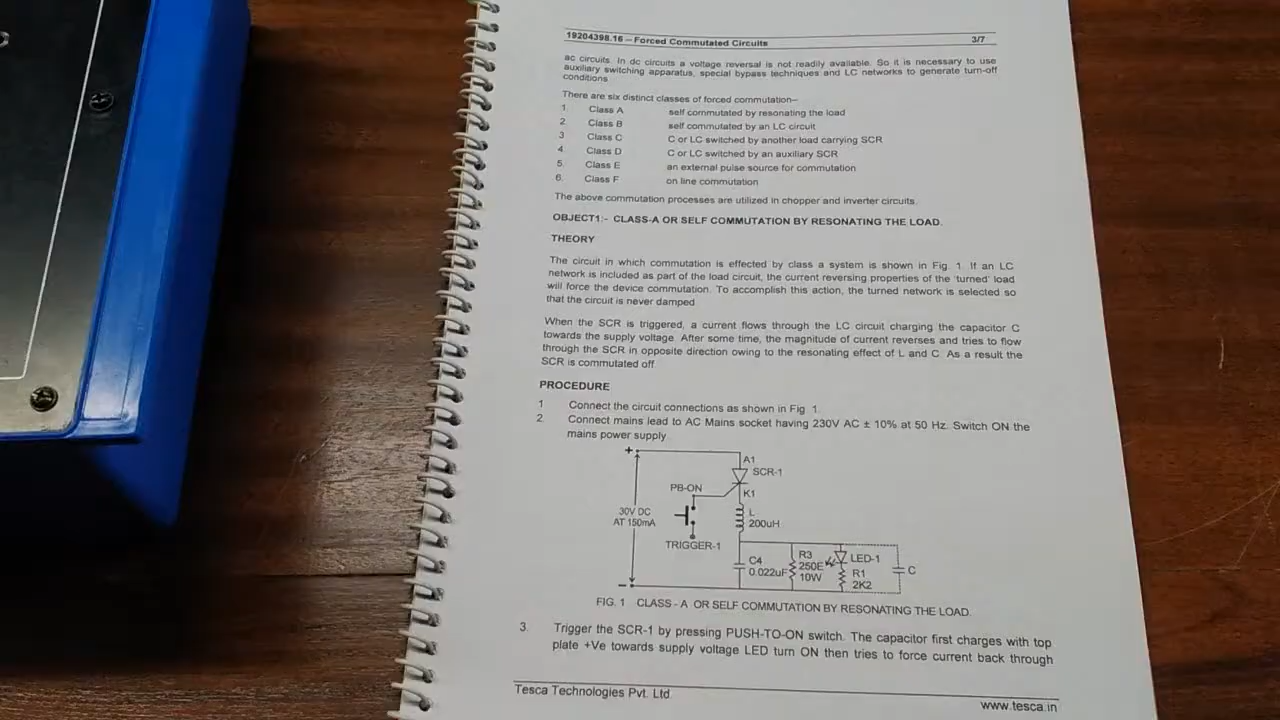 19204398.16 – Forced Commutated Circuits 3/7
ac circuits. In dc circuits a voltage reversal is not readily available. So it is necessary to use
auxiliary switching apparatus, special bypass techniques and LC networks to generate turn-off
conditions.
There are six distinct classes of forced commutation–
1. Class A self commutated by resonating the load
2. Class B self commutated by an LC circuit
3 Class C C or LC switched by another load carrying SCR
4. Class D C or LC switched by an auxiliary SCR
5. Class E an external pulse source for commutation
6. Class F on line commutation
The above commutation processes are utilized in chopper and inverter circuits.
OBJECT1:- CLASS-A OR SELF COMMUTATION BY RESONATING THE LOAD.
THEORY
The circuit in which commutation is effected by class a system is shown in Fig. 1. If an LC
network is included as part of the load circuit, the current reversing properties of the 'turned' load
will force the device commutation. To accomplish this action, the turned network is selected so
that the circuit is never damped.
When the SCR is triggered, a current flows through the LC circuit charging the capacitor C
towards the supply voltage. After some time, the magnitude of current reverses and tries to flow
through the SCR in opposite direction owing to the resonating effect of L and C. As a result the
SCR is commutated off.
PROCEDURE
1 Connect the circuit connections as shown in Fig 1.
2. Connect mains lead to AC Mains socket having 230V AC ± 10% at 50 Hz. Switch ON the
mains power supply.
+
A1
SCR-1
K1
PB-ON
30V DC
AT 150mA
TRIGGER-1
L
200uH
C4
0.022uF
R3
250E
10W
LED-1
R1
2K2
C
–
FIG. 1 CLASS - A OR SELF COMMUTATION BY RESONATING THE LOAD.
3. Trigger the SCR-1 by pressing PUSH-TO-ON switch. The capacitor first charges with top
plate +Ve towards supply voltage LED turn ON then tries to force current back through
Tesca Technologies Pvt. Ltd. www.tesca.in